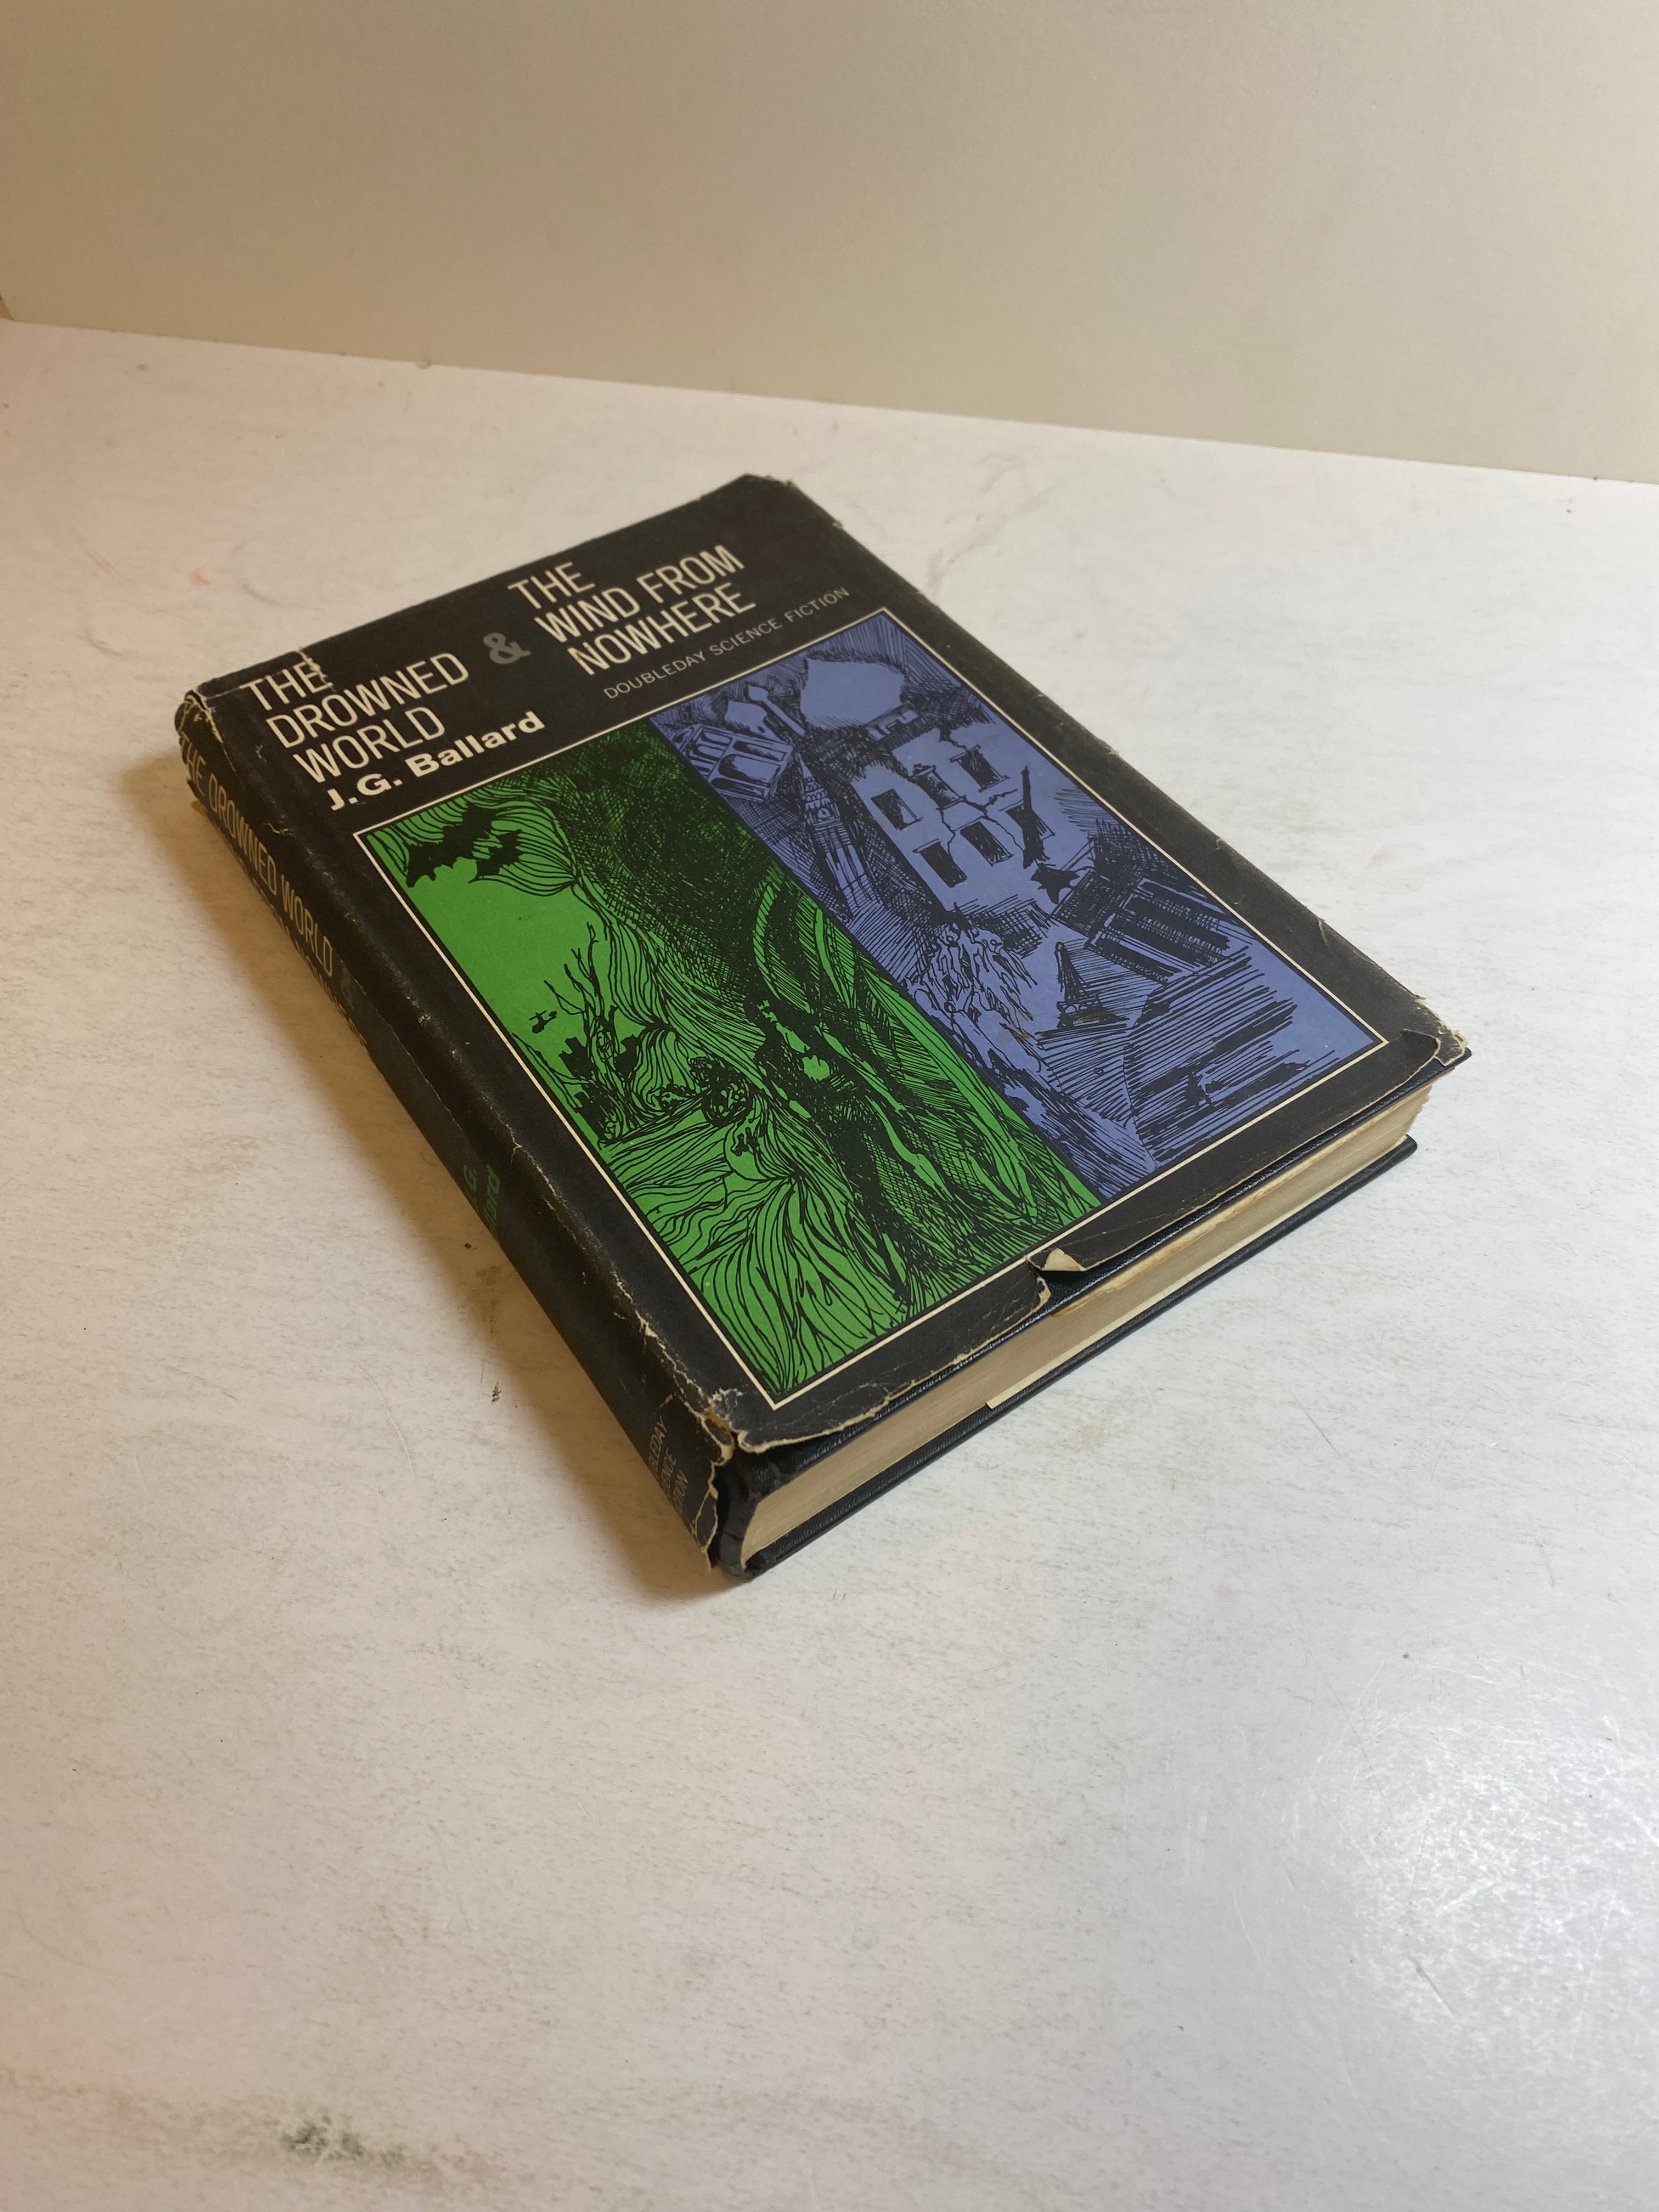 THE
DROWNED
WORLD
&
THE
WIND FROM
NOWHERE
J.G. Ballard
DOUBLEDAY SCIENCE FICTION
THE DROWNED WORLD &